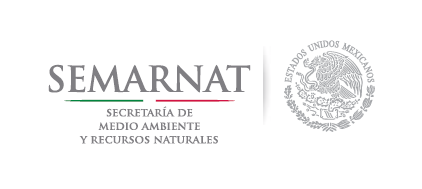 SEMARNAT
SECRETARÍA DE
MEDIO AMBIENTE
Y RECURSOS NATURALES
ESTADOS UNIDOS MEXICANOS